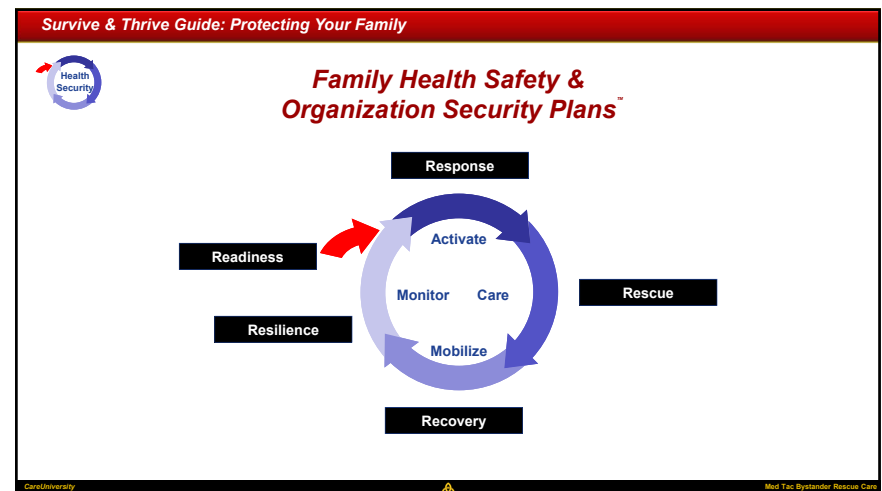 Survive & Thrive Guide: Protecting Your Family
Health
Security
Family Health Safety &
Organization Security Plans™
Response
Activate
Readiness
Monitor
Care
Rescue
Resilience
Mobilize
Recovery
CareUniversity
Med Tac Bystander Rescue Care